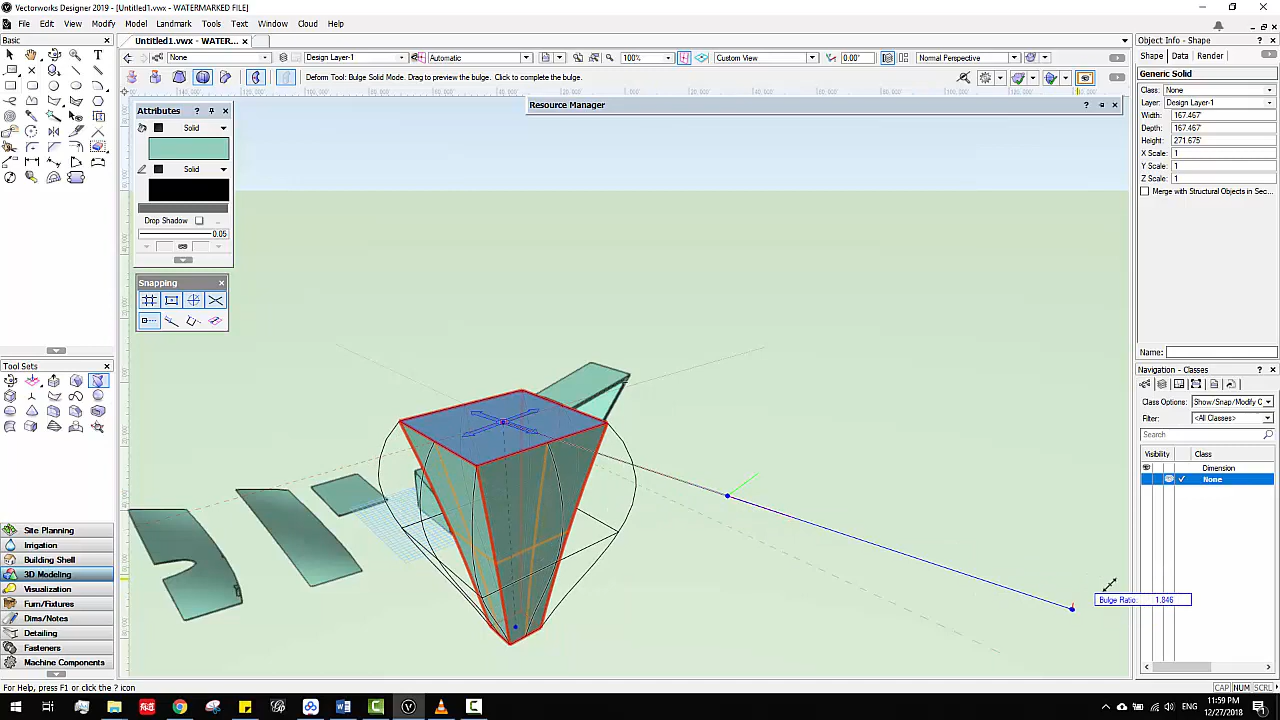 Vectorworks Designer 2019 - [Untitled1.vwx - WATERMARKED FILE]
File Edit View Modify Model Landmark Tools Text Window Cloud Help
Basic
Untitled1.vwx - WATER...
None
Design Layer-1
Automatic
100%
Custom View
0.00°
Normal Perspective
Deform Tool: Bulge Solid Mode. Drag to preview the bulge. Click to complete the bulge.
Attributes
Solid
Solid
Drop Shadow
0.05
Snapping
Resource Manager
Bulge Ratio: 1.846
Tool Sets
Site Planning
Irrigation
Building Shell
3D Modeling
Visualization
Furn/Fixtures
Dims/Notes
Detailing
Fasteners
Machine Components
Object Info - Shape
Shape Data Render
Generic Solid
Class: None
Layer: Design Layer-1
Width: 167.467'
Depth: 167.467'
Height: 271.675'
X Scale: 1
Y Scale: 1
Z Scale: 1
Merge with Structural Objects in Sec...
Name:
Navigation - Classes
Class Options: Show/Snap/Modify O
Filter: <All Classes>
Search
Visibility Class
Dimension
None
For Help, press F1 or click the ? icon
CAP NUM SCRL
ENG
11:59 PM
12/27/2018